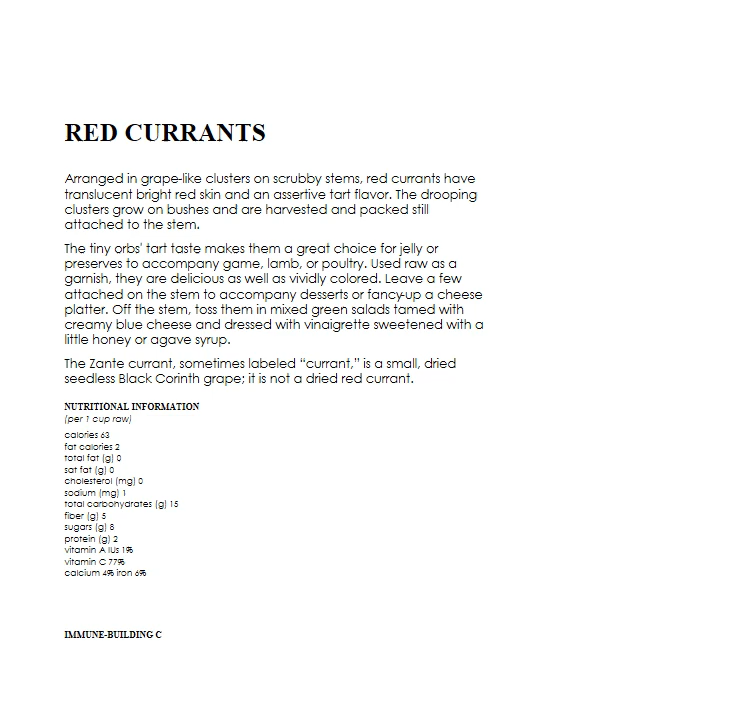 RED CURRANTS
Arranged in grape-like clusters on scrubby stems, red currants have
translucent bright red skin and an assertive tart flavor. The drooping
clusters grow on bushes and are harvested and packed still
attached to the stem.
The tiny orbs' tart taste makes them a great choice for jelly or
preserves to accompany game, lamb, or poultry. Used raw as a
garnish, they are delicious as well as vividly colored. Leave a few
attached on the stem to accompany desserts or fancy-up a cheese
platter. Off the stem, toss them in mixed green salads tamed with
creamy blue cheese and dressed with vinaigrette sweetened with a
little honey or agave syrup.
The Zante currant, sometimes labeled “currant,” is a small, dried
seedless Black Corinth grape; it is not a dried red currant.
NUTRITIONAL INFORMATION
(per 1 cup raw)
calories 63
fat calories 2
total fat (g) 0
sat fat (g) 0
cholesterol (mg) 0
sodium (mg) 1
total carbohydrates (g) 15
fiber (g) 5
sugars (g) 8
protein (g) 2
vitamin A IUs 1%
vitamin C 77%
calcium 4% iron 6%
IMMUNE-BUILDING C